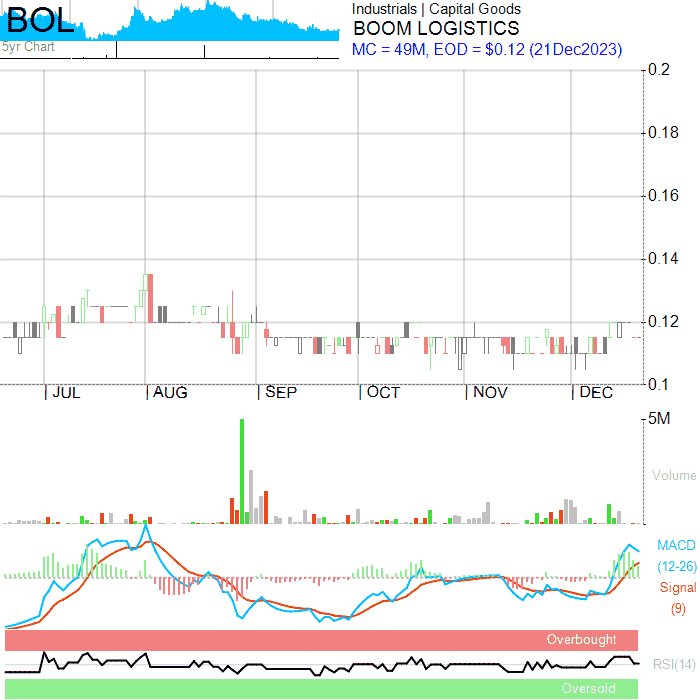 BOL
5yr Chart
Industrials | Capital Goods
BOOM LOGISTICS
MC = 49M, EOD = $0.12 (21Dec2023)
0.2
0.18
0.16
0.14
0.12
0.1
JUL AUG SEP OCT NOV DEC
5M
Volume
MACD
(12-26)
Signal
(9)
Overbought
RSI(14)
Oversold